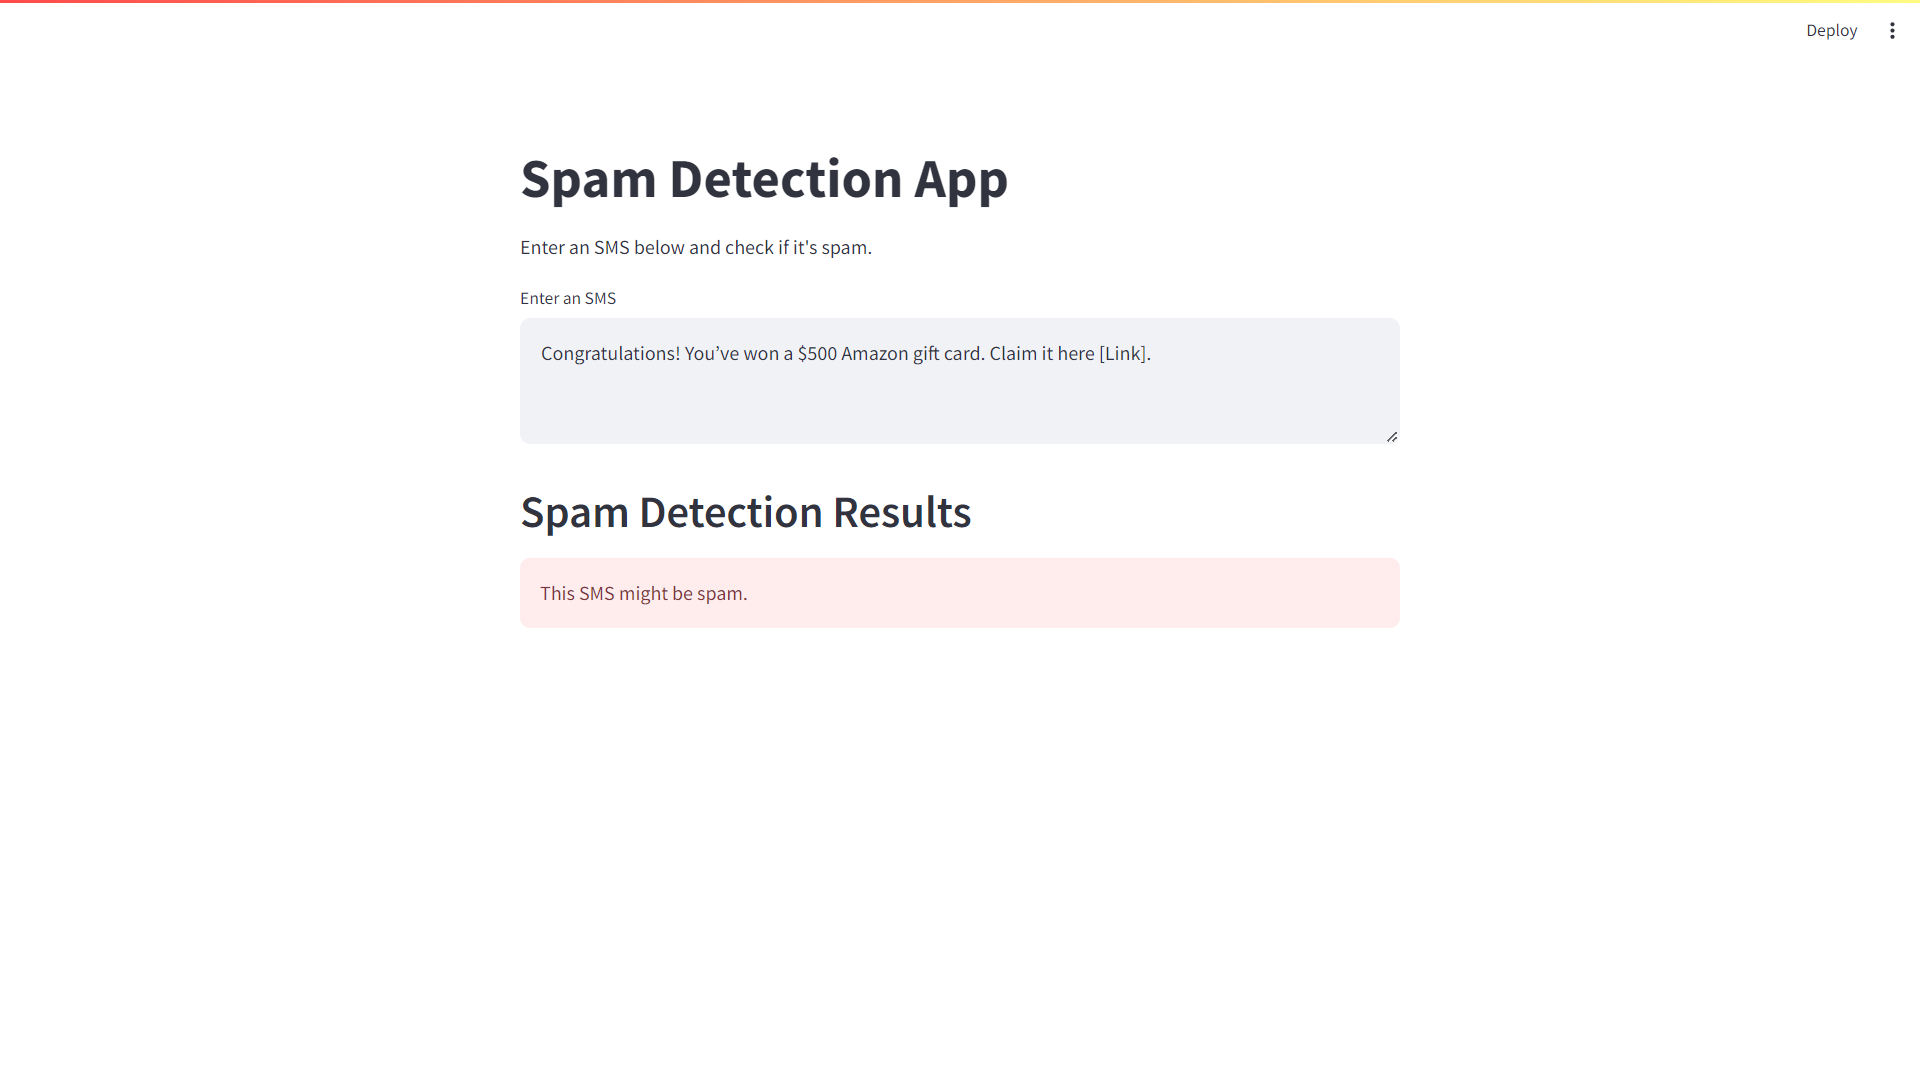 Deploy
Spam Detection App
Enter an SMS below and check if it's spam.
Enter an SMS
Congratulations! You’ve won a $500 Amazon gift card. Claim it here [Link].
Spam Detection Results
This SMS might be spam.